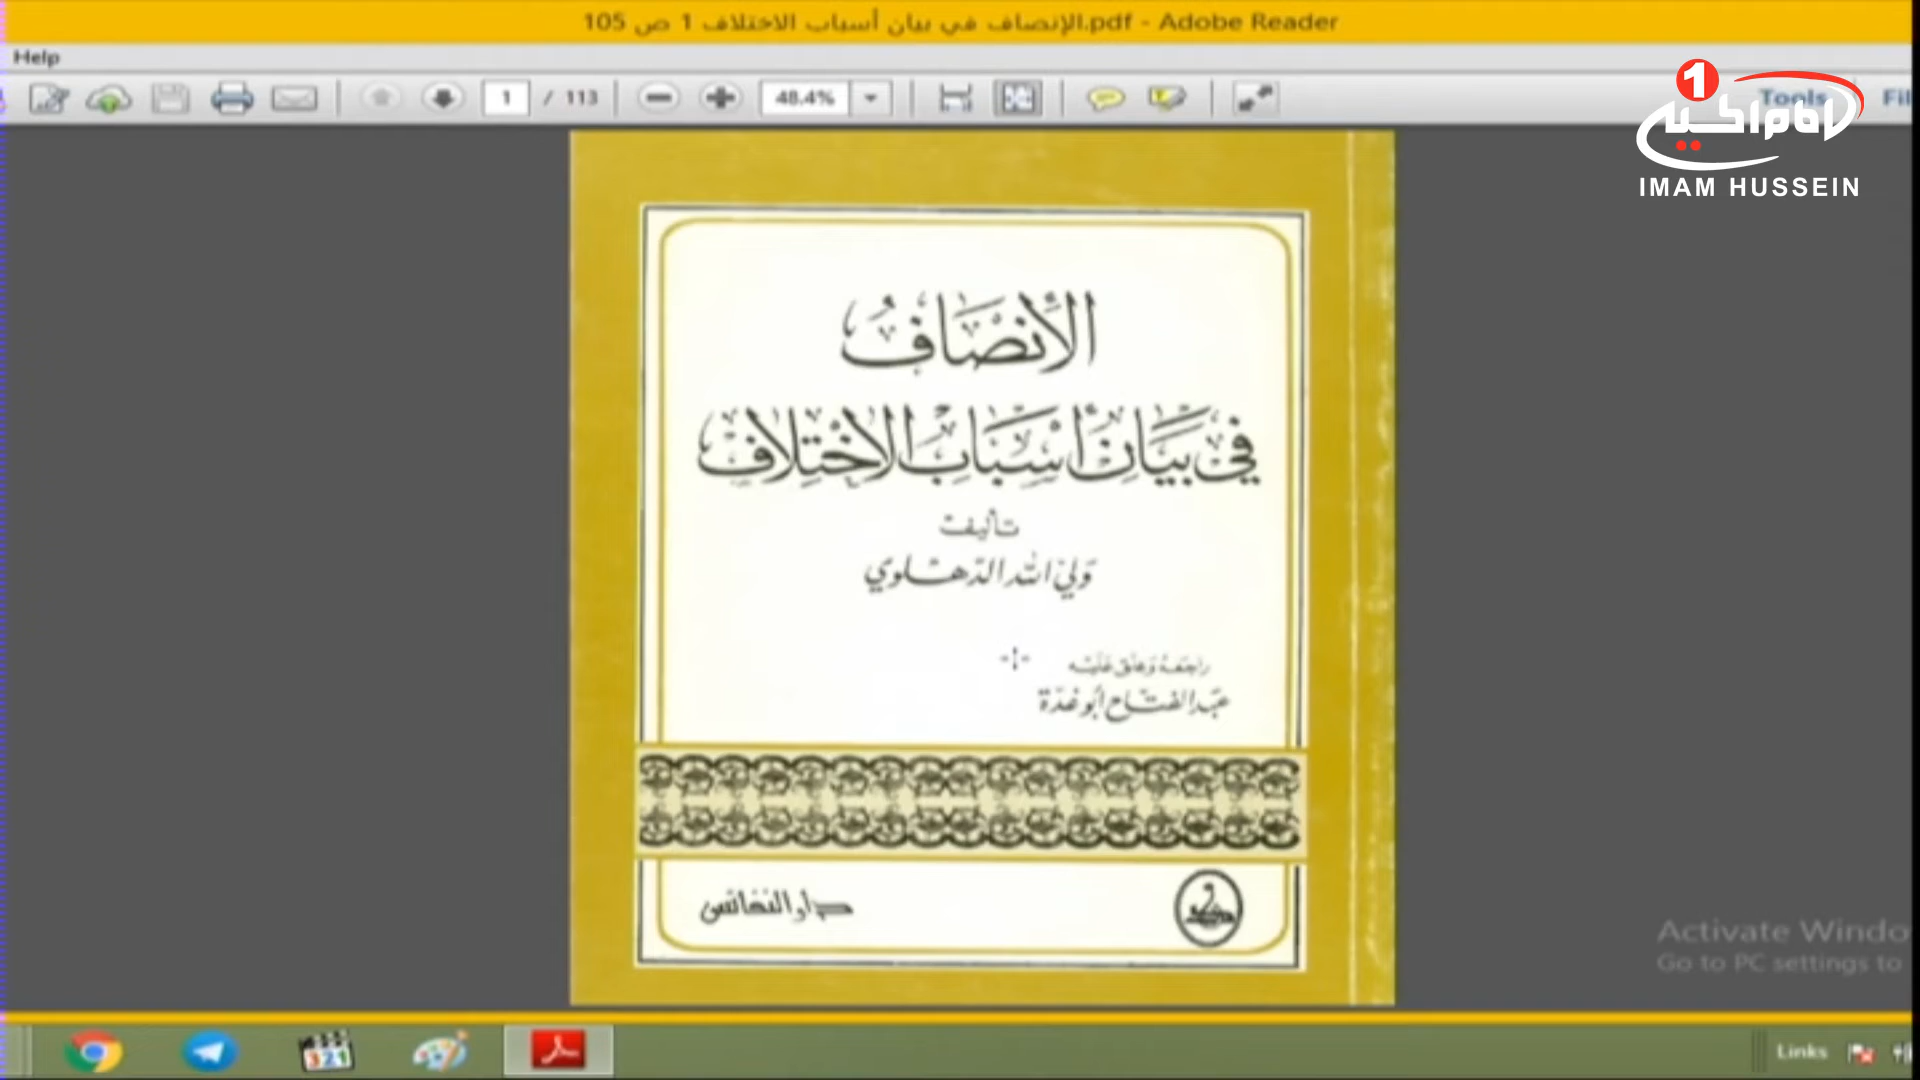 الإنصاف في بيان أسباب الاختلاف 1 ص 105.pdf - Adobe Reader
Help
1 / 113
48.4%
Tools
Fil
1
IMAM HUSSEIN
الإنصاف
في بيان أسباب الاختلاف
تأليف
ولي الله الدهلوي
راجعه وعلق عليه
عبد الفتاح أبو غدة
دار النفائس
Activate Windo
Go to PC settings to
321
Links